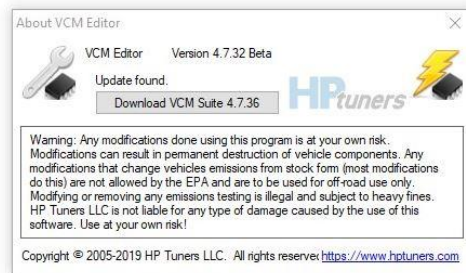 About VCM Editor
VCM Editor Version 4.7.32 Beta
Update found.
Download VCM Suite 4.7.36
HPtuners
Warning: Any modifications done using this program is at your own risk.
Modifications can result in permanent destruction of vehicle components. Any
modifications that change vehicles emissions from stock form (most modifications
do this) are not allowed by the EPA and are to be used for off-road use only.
Modifying or removing any emissions testing is illegal and subject to heavy fines.
HP Tuners LLC is not liable for any type of damage caused by the use of this
software. Use at your own risk!
Copyright © 2005-2019 HP Tuners LLC. All rights reservec https://www.hptuners.com